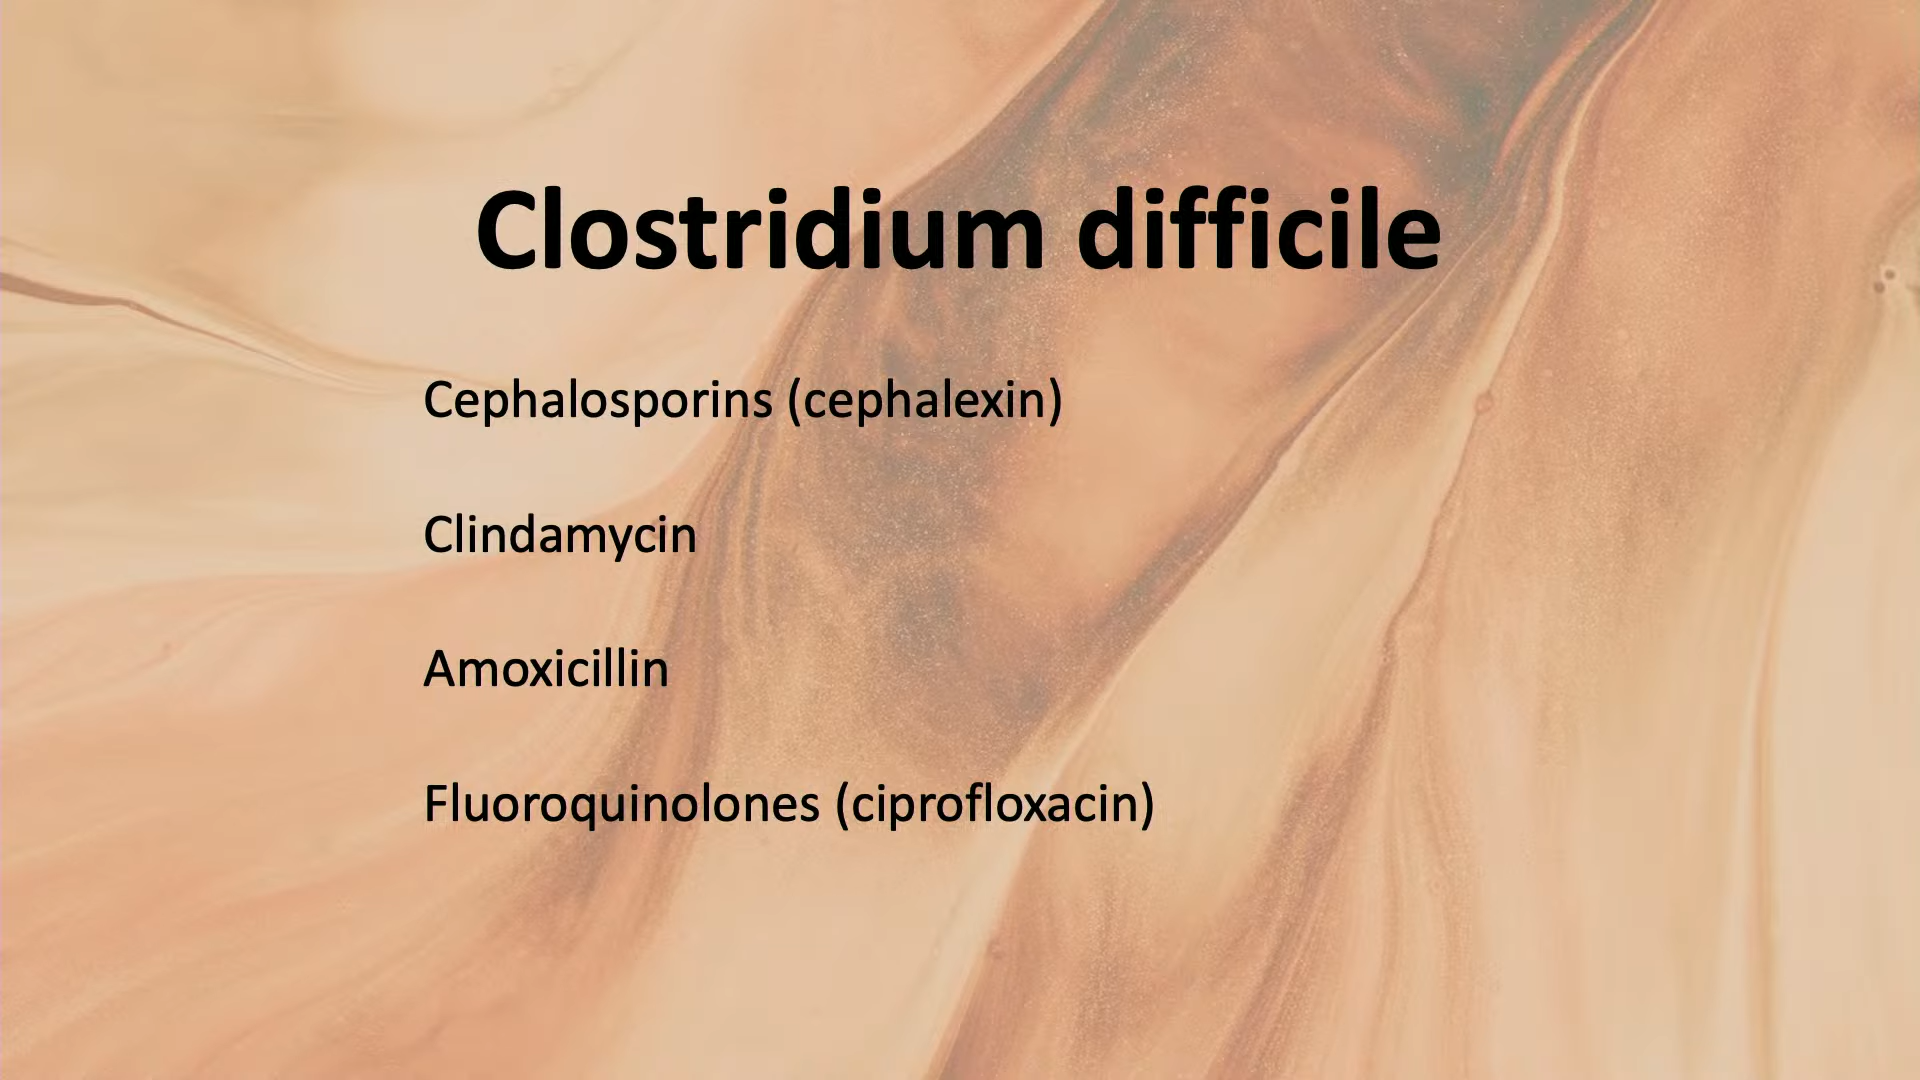 Clostridium difficile
Cephalosporins (cephalexin)
Clindamycin
Amoxicillin
Fluoroquinolones (ciprofloxacin)